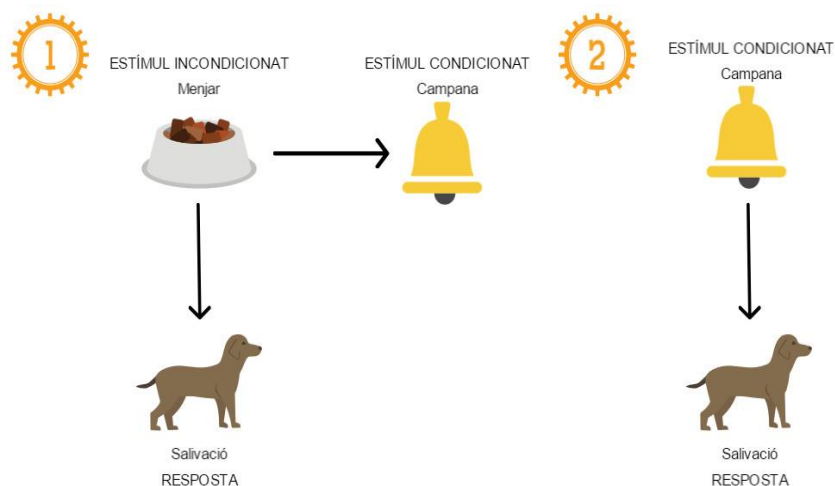 1
ESTÍMUL INCONDICIONAT
Menjar
ESTÍMUL CONDICIONAT
Campana
Salivació
RESPOSTA
2
ESTÍMUL CONDICIONAT
Campana
Salivació
RESPOSTA